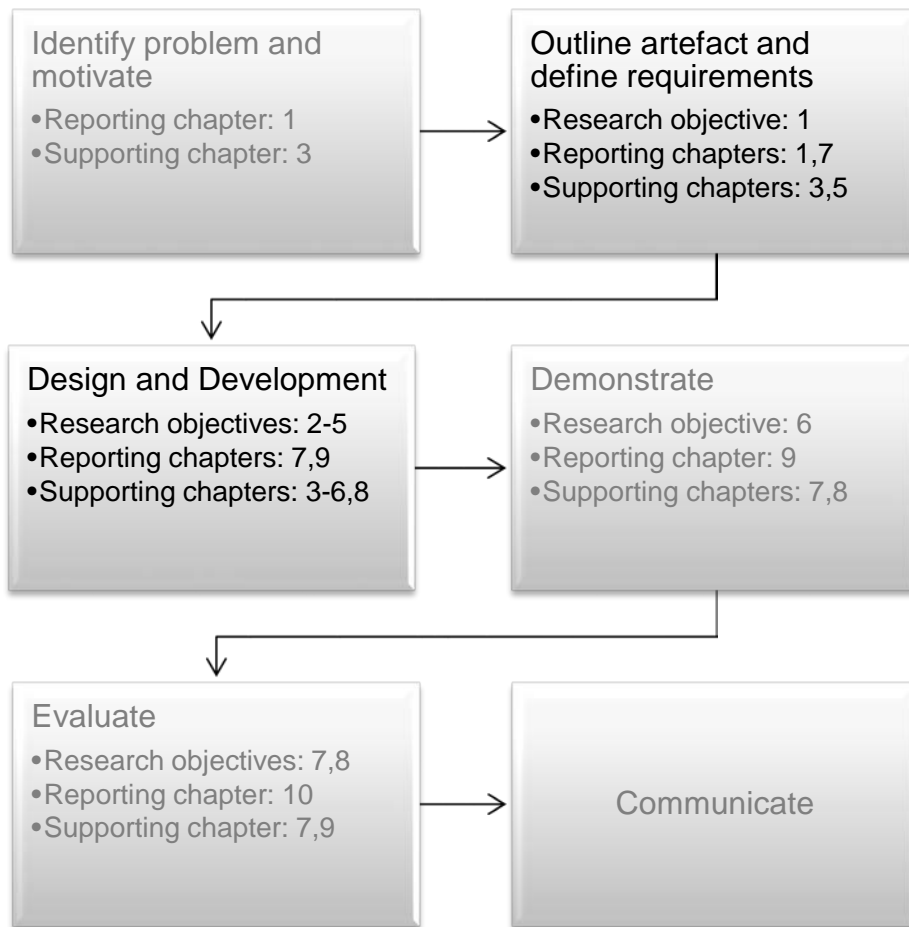 Identify problem and
motivate
•Reporting chapter: 1
•Supporting chapter: 3
Outline artefact and
define requirements
•Research objective: 1
•Reporting chapters: 1,7
•Supporting chapters: 3,5
Design and Development
•Research objectives: 2-5
•Reporting chapters: 7,9
•Supporting chapters: 3-6,8
Demonstrate
•Research objective: 6
•Reporting chapter: 9
•Supporting chapters: 7,8
Evaluate
•Research objectives: 7,8
•Reporting chapter: 10
•Supporting chapter: 7,9
Communicate